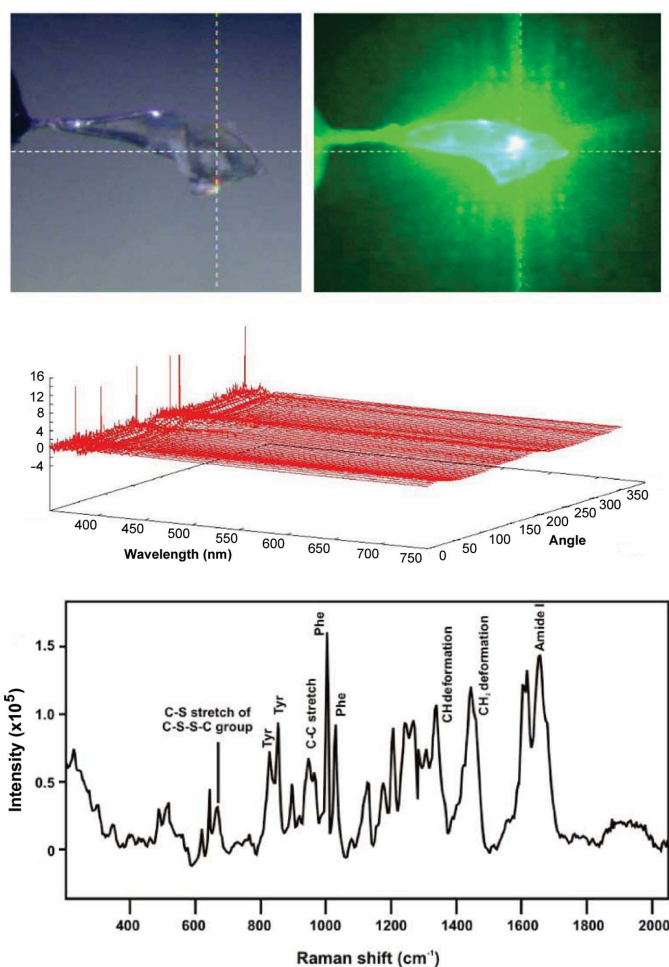 16
12
8
4
0
−4
400
450
500
550
600
650
700
750
Wavelength (nm)
0
50
100
150
200
250
300
350
Angle
Intensity (x10⁵)
1.5
1.0
0.5
0
C-S stretch of
C-S-S-C group
Tyr
Tyr
C-C stretch
Phe
Phe
CH deformation
CH₂ deformation
Amide I
400
600
800
1000
1200
1400
1600
1800
2000
Raman shift (cm⁻¹)